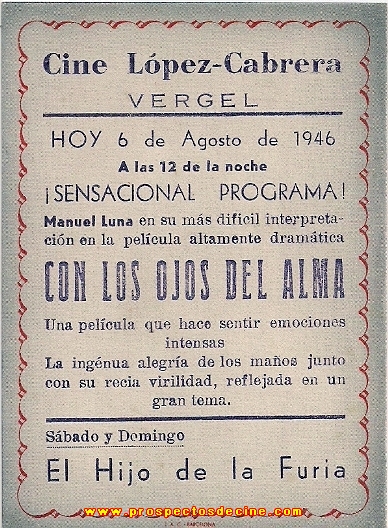 Cine López-Cabrera
VERGEL
HOY 6 de Agosto de 1946
A las 12 de la noche
¡SENSACIONAL PROGRAMA!
Manuel Luna en su más dificil interpreta-
ción en la película altamente dramática
CON LOS OJOS DEL ALMA
Una película que hace sentir emociones
intensas
La ingénua alegría de los maños junto
con su recia virilidad, reflejada en un
gran tema.
Sábado y Domingo
El Hijo de la Furia
www.prospectosdecine.com
BARCELONA